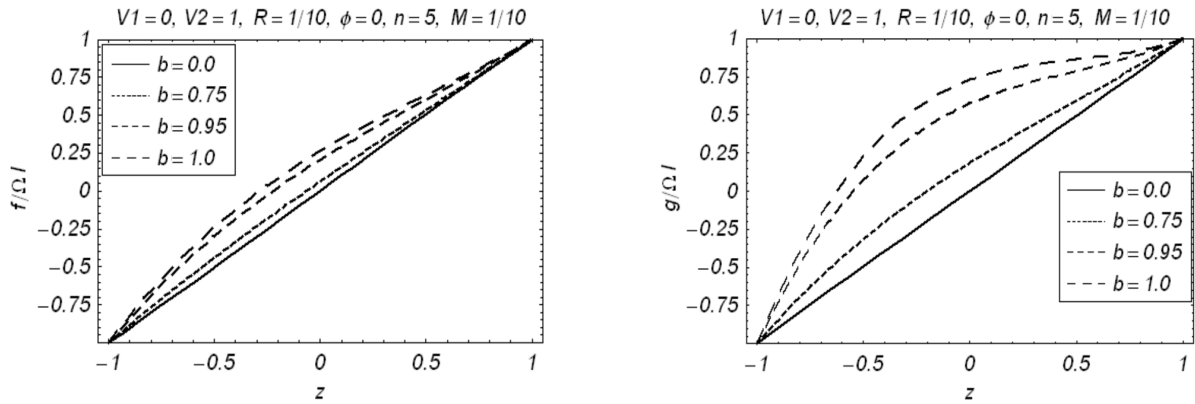 V1=0, V2=1, R=1/10, ϕ=0, n=5, M=1/10
1
0.75
0.5
0.25
0
−0.25
−0.5
−0.75
f/Ω l
b=0.0
b=0.75
b=0.95
b=1.0
−1 −0.5 0 0.5 1
z
V1=0, V2=1, R=1/10, ϕ=0, n=5, M=1/10
1
0.75
0.5
0.25
0
−0.25
−0.5
−0.75
g/Ω l
b=0.0
b=0.75
b=0.95
b=1.0
−1 −0.5 0 0.5 1
z